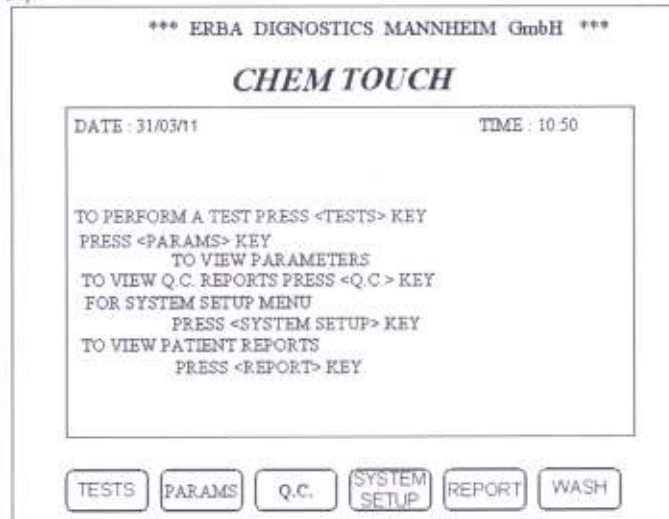 *** ERBA DIGNOSTICS MANNHEIM GmbH ***
CHEM TOUCH
DATE : 31/03/11 TIME : 10:50
TO PERFORM A TEST PRESS <TESTS> KEY
PRESS <PARAMS> KEY
TO VIEW PARAMETERS
TO VIEW Q.C. REPORTS PRESS <Q.C.> KEY
FOR SYSTEM SETUP MENU
PRESS <SYSTEM SETUP> KEY
TO VIEW PATIENT REPORTS
PRESS <REPORT> KEY
TESTS PARAMS Q.C. SYSTEM SETUP REPORT WASH